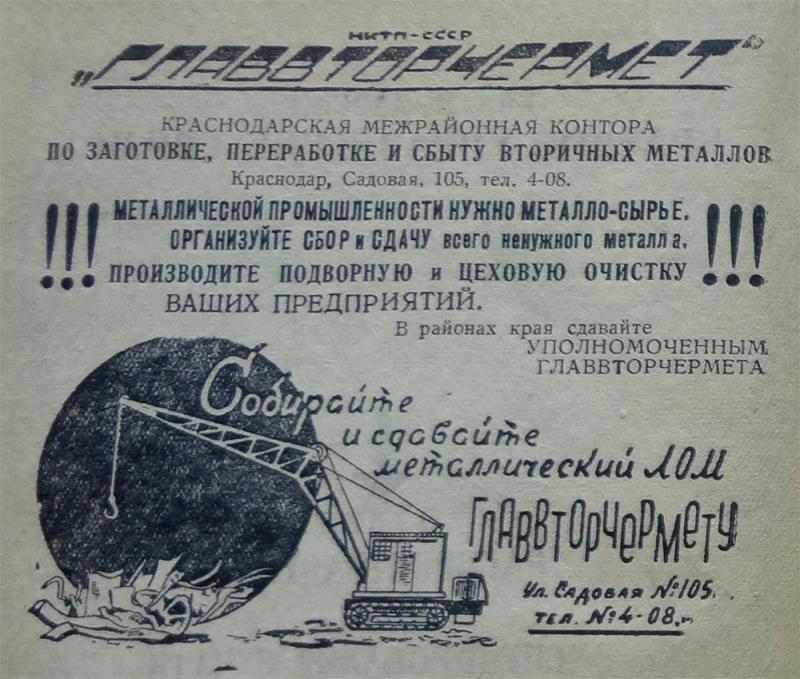 НКТП-СССР
„ГЛАВВТОРЧЕРМЕТ“
КРАСНОДАРСКАЯ МЕЖРАЙОННАЯ КОНТОРА
ПО ЗАГОТОВКЕ, ПЕРЕРАБОТКЕ И СБЫТУ ВТОРИЧНЫХ МЕТАЛЛОВ
Краснодар, Садовая, 105, тел. 4-08.
!!! МЕТАЛЛИЧЕСКОЙ ПРОМЫШЛЕННОСТИ НУЖНО МЕТАЛЛО-СЫРЬЕ. !!!
ОРГАНИЗУЙТЕ СБОР и СДАЧУ всего ненужного металла,
ПРОИЗВОДИТЕ ПОДВОРНУЮ и ЦЕХОВУЮ ОЧИСТКУ
ВАШИХ ПРЕДПРИЯТИЙ.
В районах края сдавайте
УПОЛНОМОЧЕННЫМ
ГЛАВВТОРЧЕРМЕТА
Собирайте
и сдавайте
металлический ЛОМ
ГЛАВВТОРЧЕРМЕТУ
Ул. САДОВАЯ №105.
ТЕЛ. № 4-08.